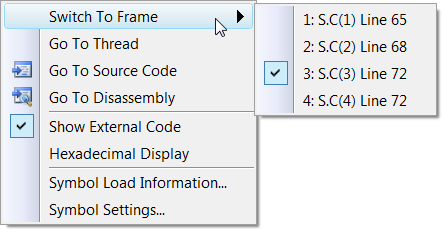 Switch To Frame
Go To Thread
Go To Source Code
Go To Disassembly
Show External Code
Hexadecimal Display
Symbol Load Information...
Symbol Settings...
1: S.C(1) Line 65
2: S.C(2) Line 68
3: S.C(3) Line 72
4: S.C(4) Line 72